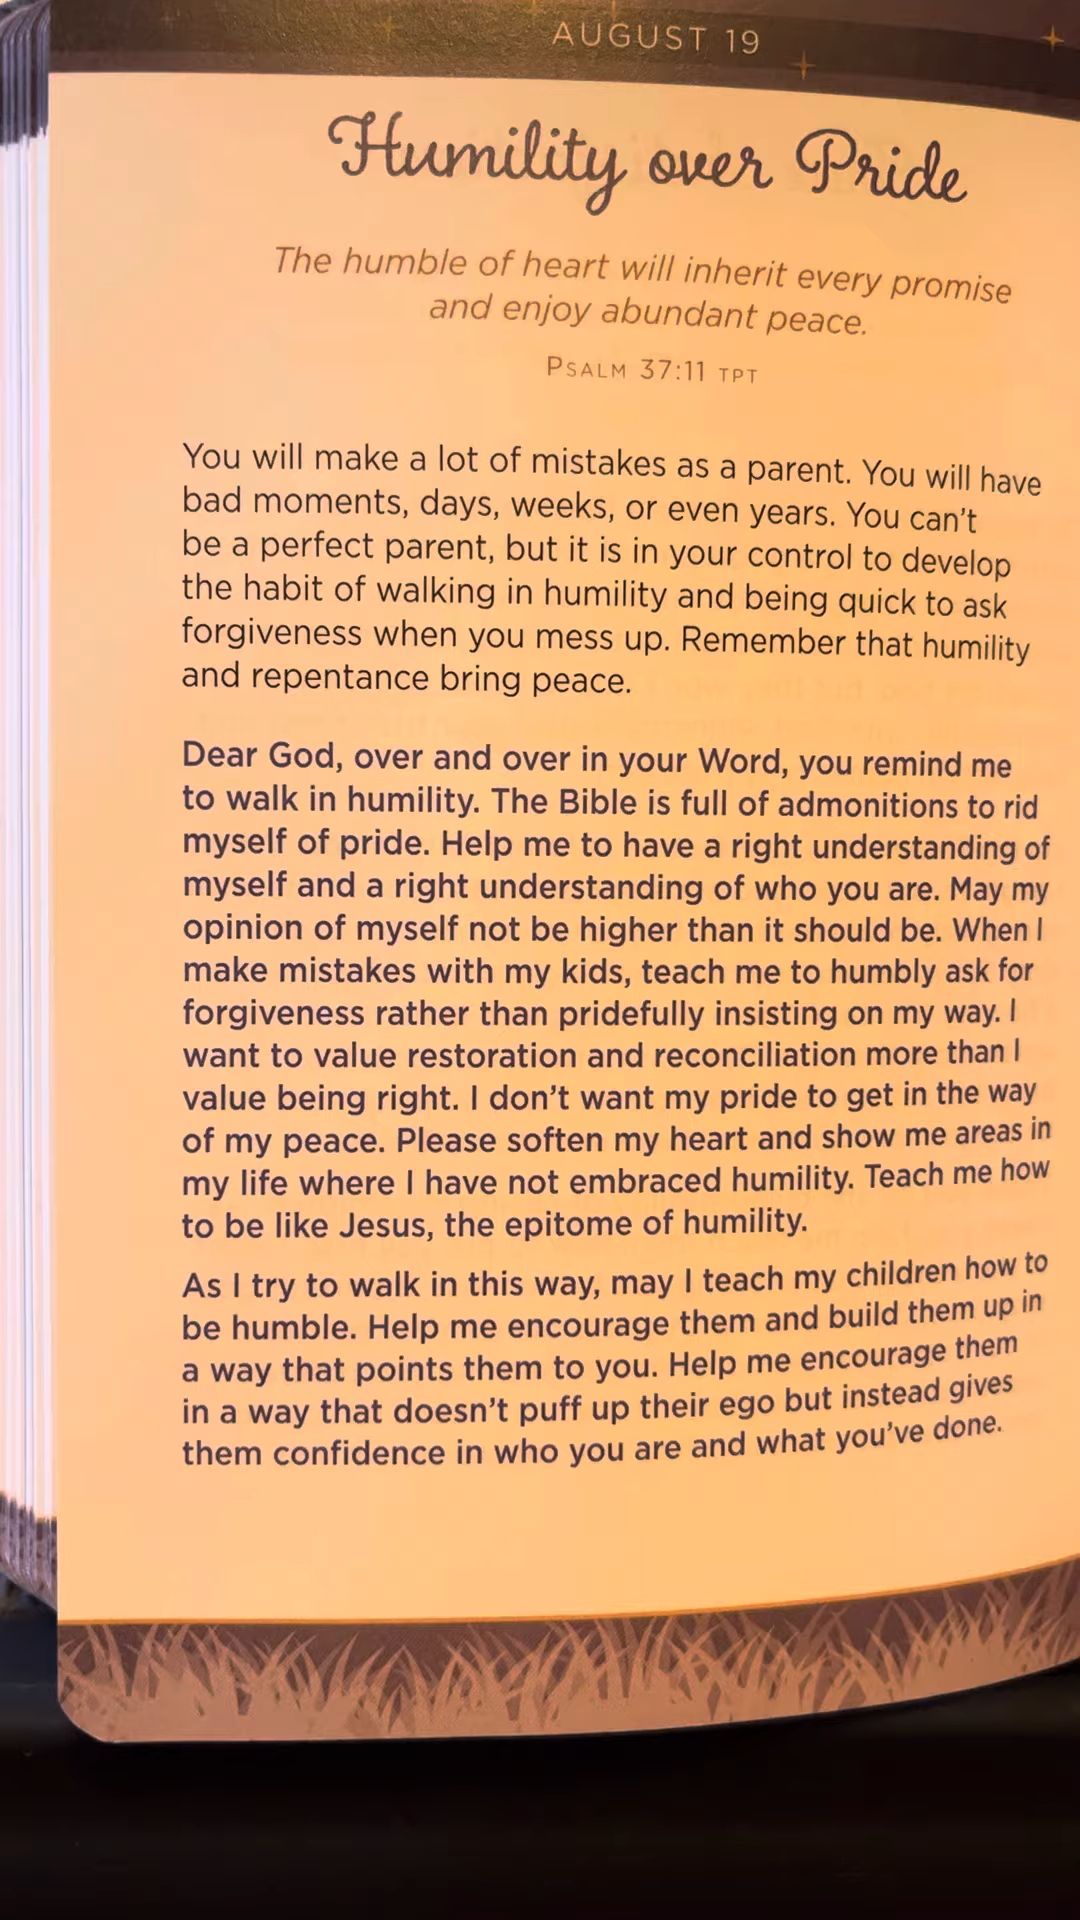 AUGUST 19
Humility over Pride
The humble of heart will inherit every promise
and enjoy abundant peace.
PSALM 37:11 TPT
You will make a lot of mistakes as a parent. You will have
bad moments, days, weeks, or even years. You can't
be a perfect parent, but it is in your control to develop
the habit of walking in humility and being quick to ask
forgiveness when you mess up. Remember that humility
and repentance bring peace.
Dear God, over and over in your Word, you remind me
to walk in humility. The Bible is full of admonitions to rid
myself of pride. Help me to have a right understanding of
myself and a right understanding of who you are. May my
opinion of myself not be higher than it should be. When I
make mistakes with my kids, teach me to humbly ask for
forgiveness rather than pridefully insisting on my way. I
want to value restoration and reconciliation more than I
value being right. I don't want my pride to get in the way
of my peace. Please soften my heart and show me areas in
my life where I have not embraced humility. Teach me how
to be like Jesus, the epitome of humility.
As I try to walk in this way, may I teach my children how to
be humble. Help me encourage them and build them up in
a way that points them to you. Help me encourage them
in a way that doesn't puff up their ego but instead gives
them confidence in who you are and what you've done.